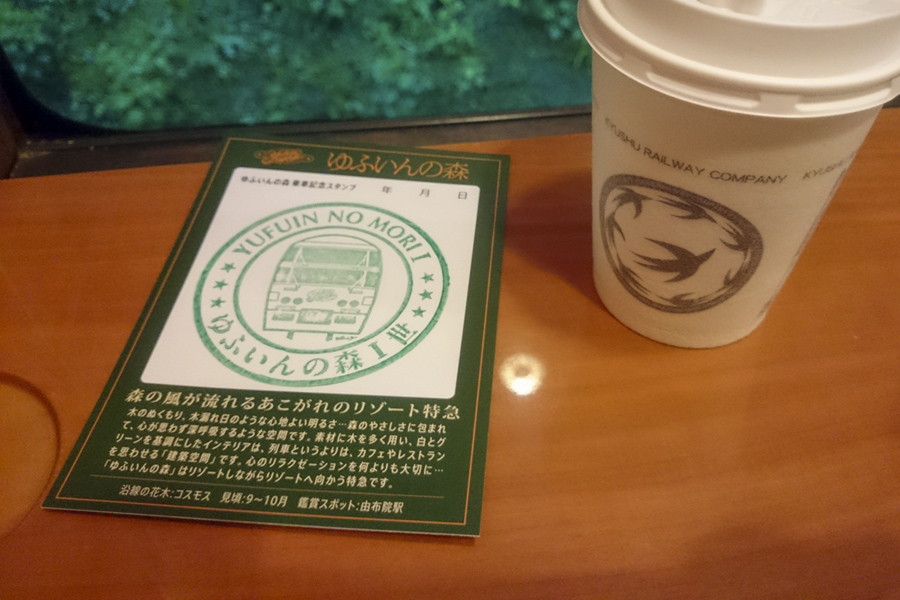 ゆふいんの森
ゆふいんの森 乗車記念スタンプ 年 月 日
YUFUIN NO MORI I
ゆふいんの森 I 世
森の風が流れるあこがれのリゾート特急
木のぬくもり、木漏れ日のような心地よい明るさ…森のやさしさに包まれ
て、心が思わず深呼吸するような空間です。素材に木を多く用い、白とグ
リーンを基調にしたインテリアは、列車というよりは、カフェやレストラン
を思わせる「建築空間」です。心のリラクゼーションを何よりも大切に…
「ゆふいんの森」はリゾートしながらリゾートへ向かう特急です。
沿線の花木:コスモス 見頃:9〜10月 鑑賞スポット:由布院駅
KYUSHU RAILWAY COMPANY